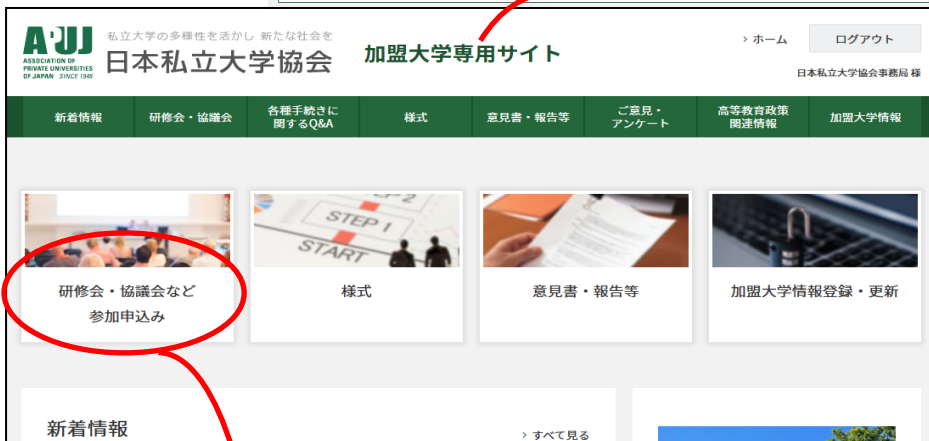 APUJ
ASSOCIATION OF
PRIVATE UNIVERSITIES
OF JAPAN SINCE 1946
私立大学の多様性を活かし 新たな社会を
日本私立大学協会
加盟大学専用サイト
› ホーム
ログアウト
日本私立大学協会事務局 様
新着情報
研修会・協議会
各種手続きに
関するQ&A
様式
意見書・報告等
ご意見・
アンケート
高等教育政策
関連情報
加盟大学情報
STEP 2
STEP 1
START
研修会・協議会など
参加申込み
様式
意見書・報告等
加盟大学情報登録・更新
新着情報
› すべて見る